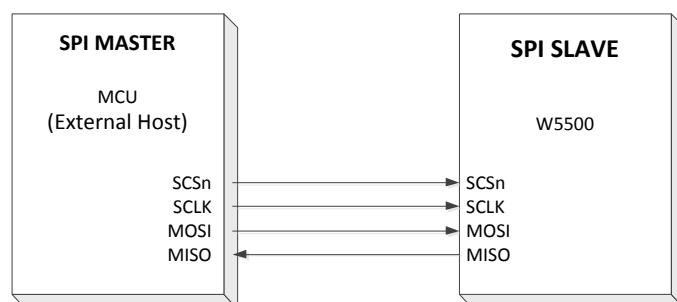 SPI MASTER
MCU
(External Host)
SCSn
SCLK
MOSI
MISO
SPI SLAVE
W5500
SCSn
SCLK
MOSI
MISO